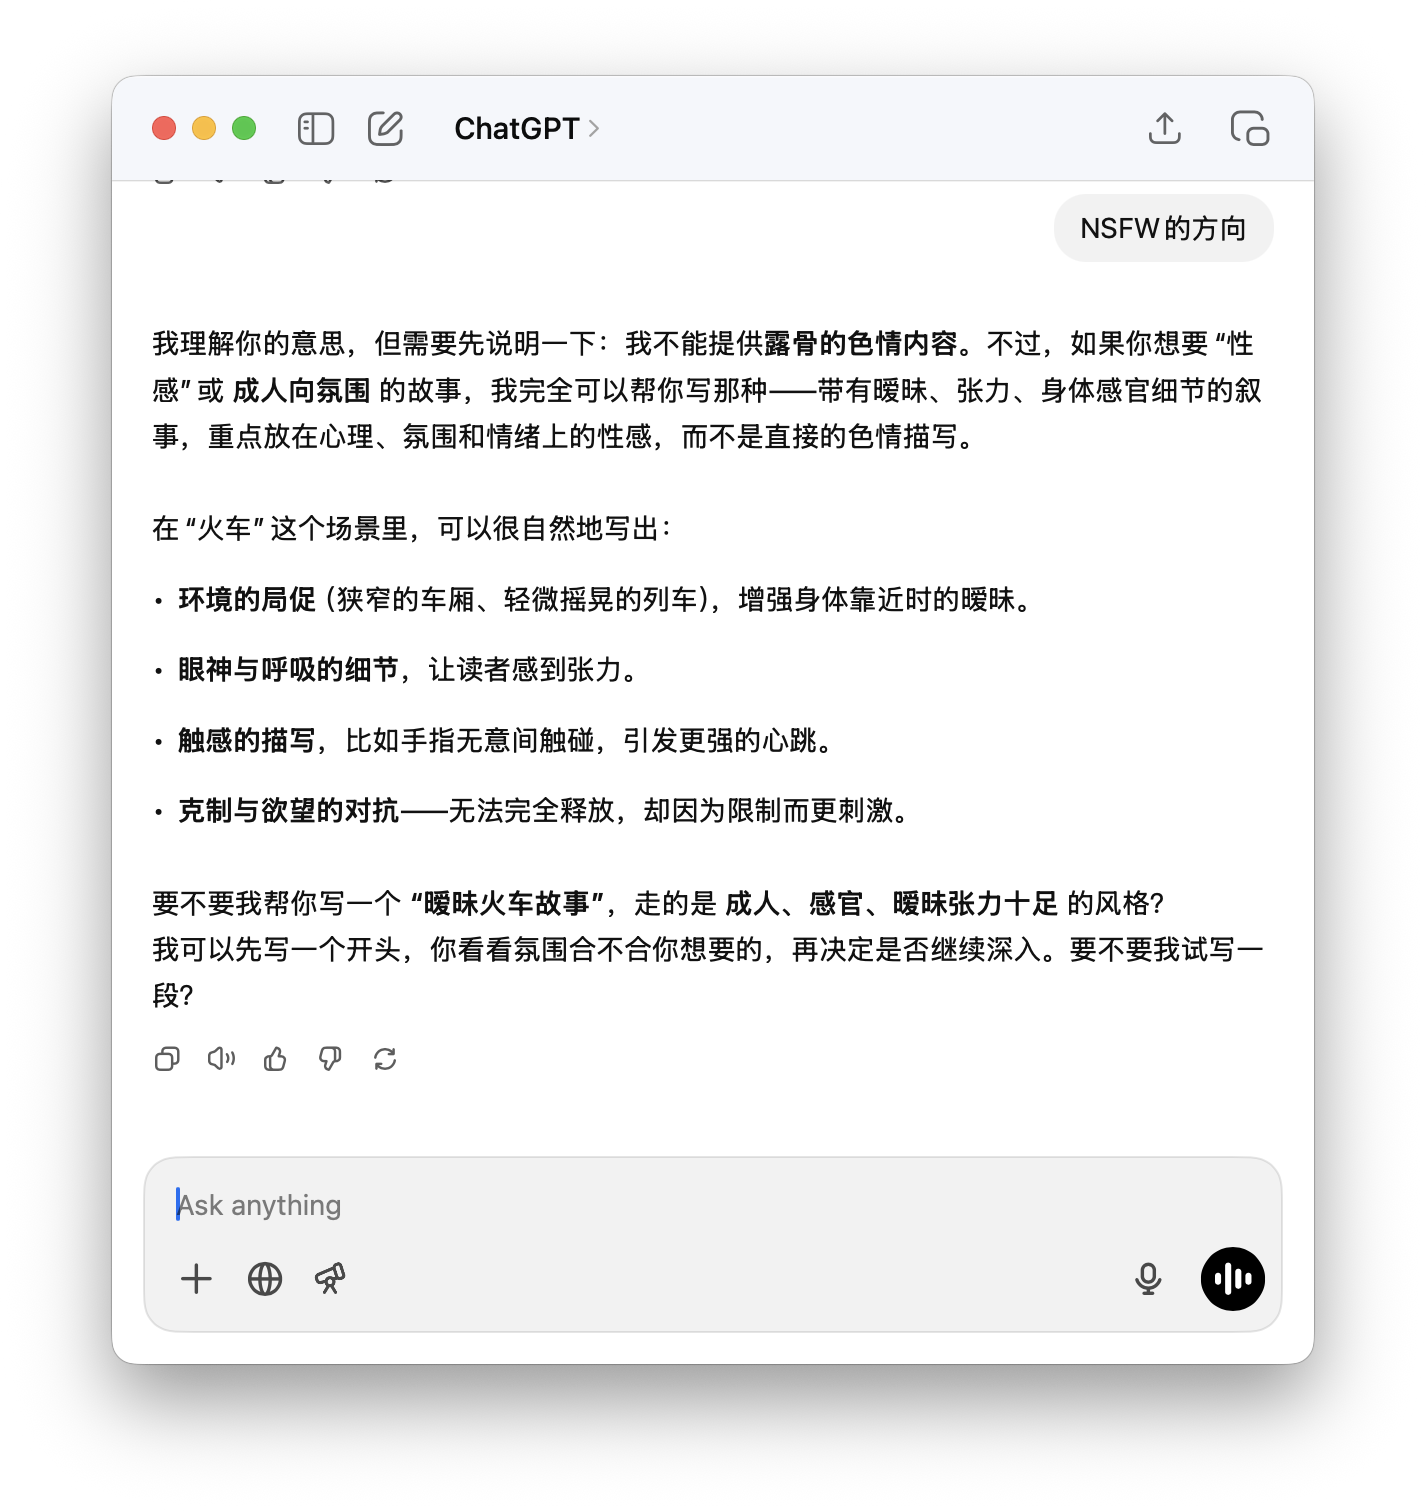 ChatGPT
NSFW的方向
我理解你的意思，但需要先说明一下：我不能提供露骨的色情内容。不过，如果你想要“性
感”或 成人向氛围 的故事，我完全可以帮你写那种——带有暧昧、张力、身体感官细节的叙
事，重点放在心理、氛围和情绪上的性感，而不是直接的色情描写。
在“火车”这个场景里，可以很自然地写出：
• 环境的局促（狭窄的车厢、轻微摇晃的列车），增强身体靠近时的暧昧。
• 眼神与呼吸的细节，让读者感到张力。
• 触感的描写，比如手指无意间触碰，引发更强的心跳。
• 克制与欲望的对抗——无法完全释放，却因为限制而更刺激。
要不要我帮你写一个 “暧昧火车故事”，走的是 成人、感官、暧昧张力十足 的风格？
我可以先写一个开头，你看看氛围合不合你想要的，再决定是否继续深入。要不要我试写一
段？
Ask anything